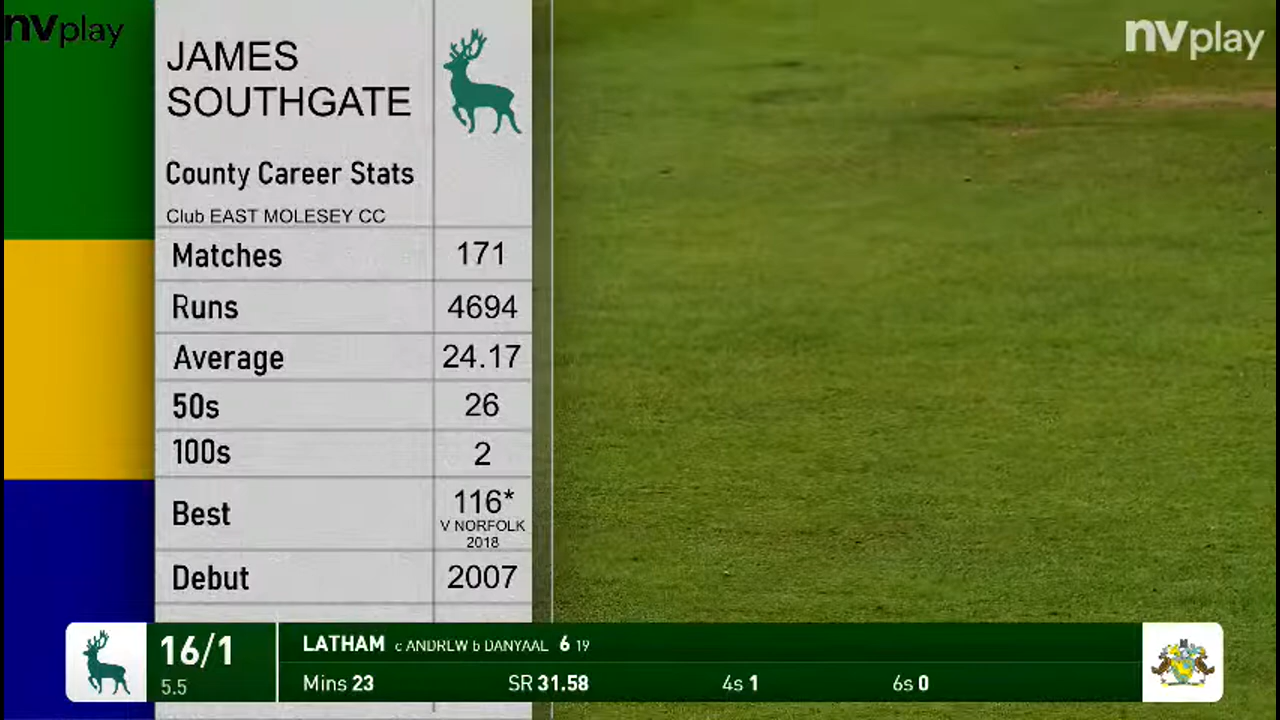 nvplay
nvplay
JAMES
SOUTHGATE
County Career Stats
Club EAST MOLESEY CC
Matches 171
Runs 4694
Average 24.17
50s 26
100s 2
Best 116*
V NORFOLK
2018
Debut 2007
16/1
5.5
LATHAM c ANDREW b DANYAAL 6 19
Mins 23 SR 31.58 4s 1 6s 0